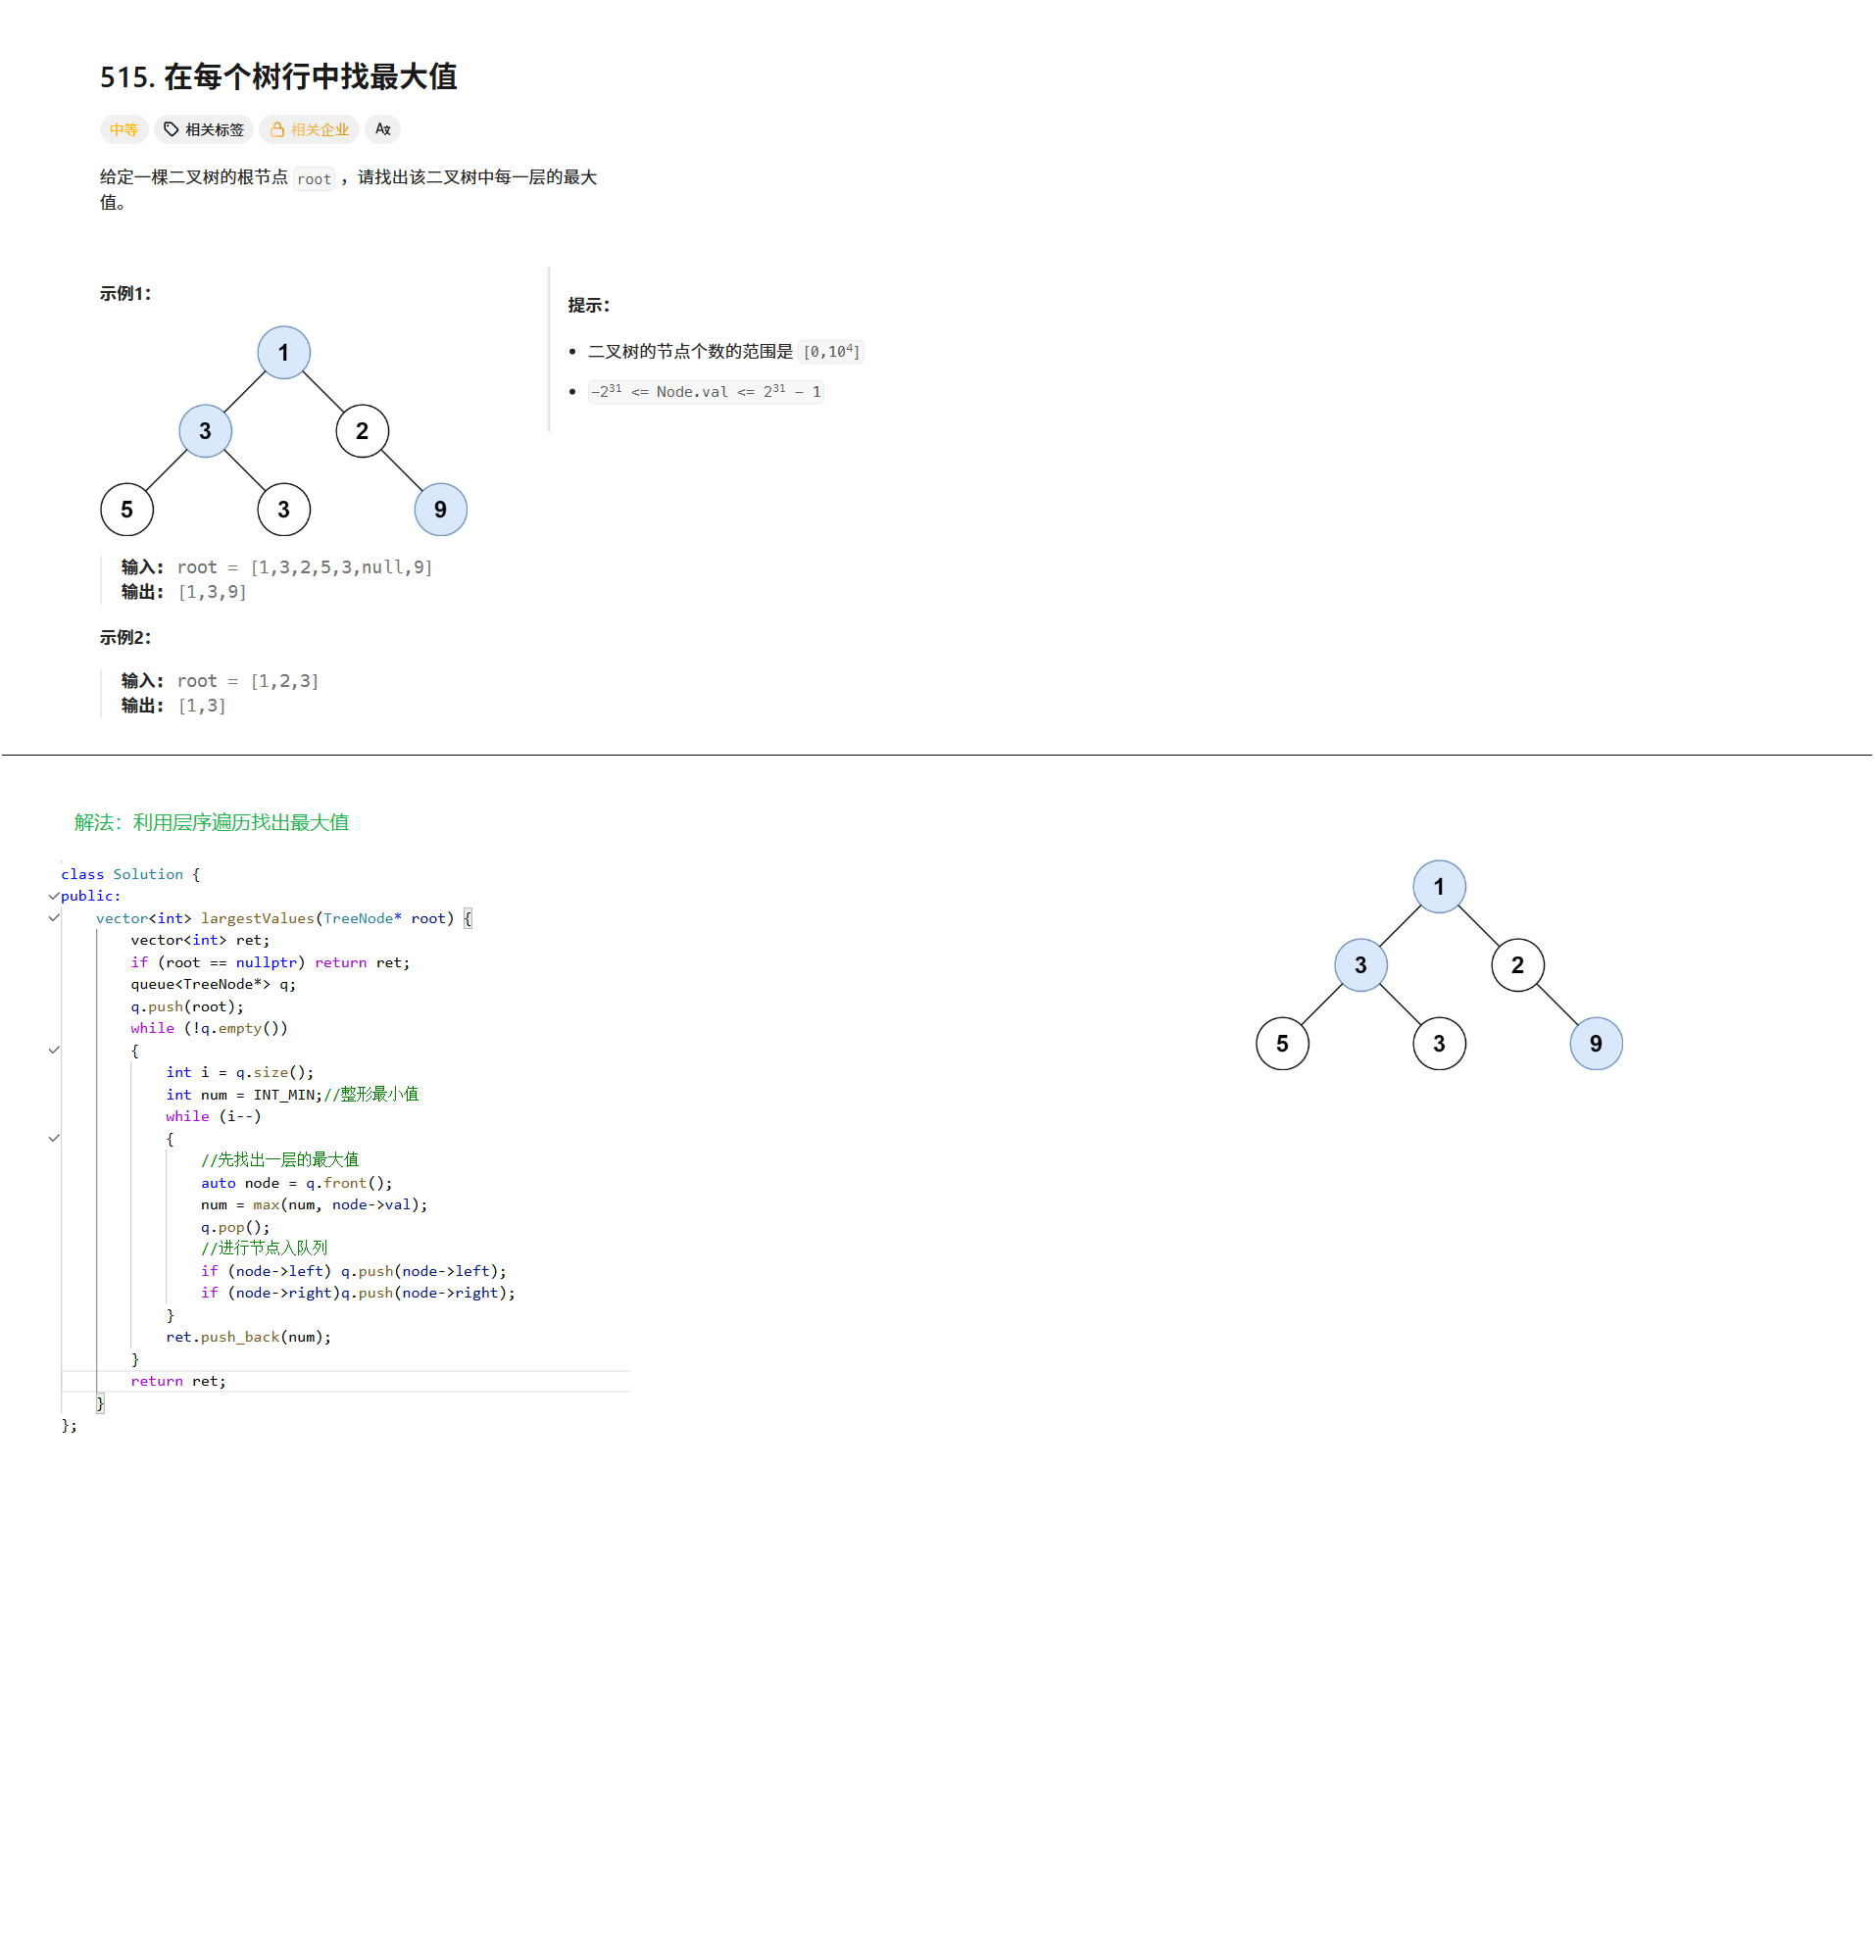 515. 在每个树行中找最大值
中等 相关标签 相关企业 Ax
给定一棵二叉树的根节点 root ，请找出该二叉树中每一层的最大
值。
示例1：
1
3 2
5 3 9
输入： root = [1,3,2,5,3,null,9]
输出： [1,3,9]
示例2：
输入： root = [1,2,3]
输出： [1,3]
提示：
• 二叉树的节点个数的范围是 [0,10⁴]
• -2³¹ <= Node.val <= 2³¹ - 1
解法：利用层序遍历找出最大值
class Solution {
public:
    vector<int> largestValues(TreeNode* root) {
        vector<int> ret;
        if (root == nullptr) return ret;
        queue<TreeNode*> q;
        q.push(root);
        while (!q.empty())
        {
            int i = q.size();
            int num = INT_MIN;//整形最小值
            while (i--)
            {
                //先找出一层的最大值
                auto node = q.front();
                num = max(num, node->val);
                q.pop();
                //进行节点入队列
                if (node->left) q.push(node->left);
                if (node->right)q.push(node->right);
            }
            ret.push_back(num);
        }
        return ret;
    }
};
1
3 2
5 3 9